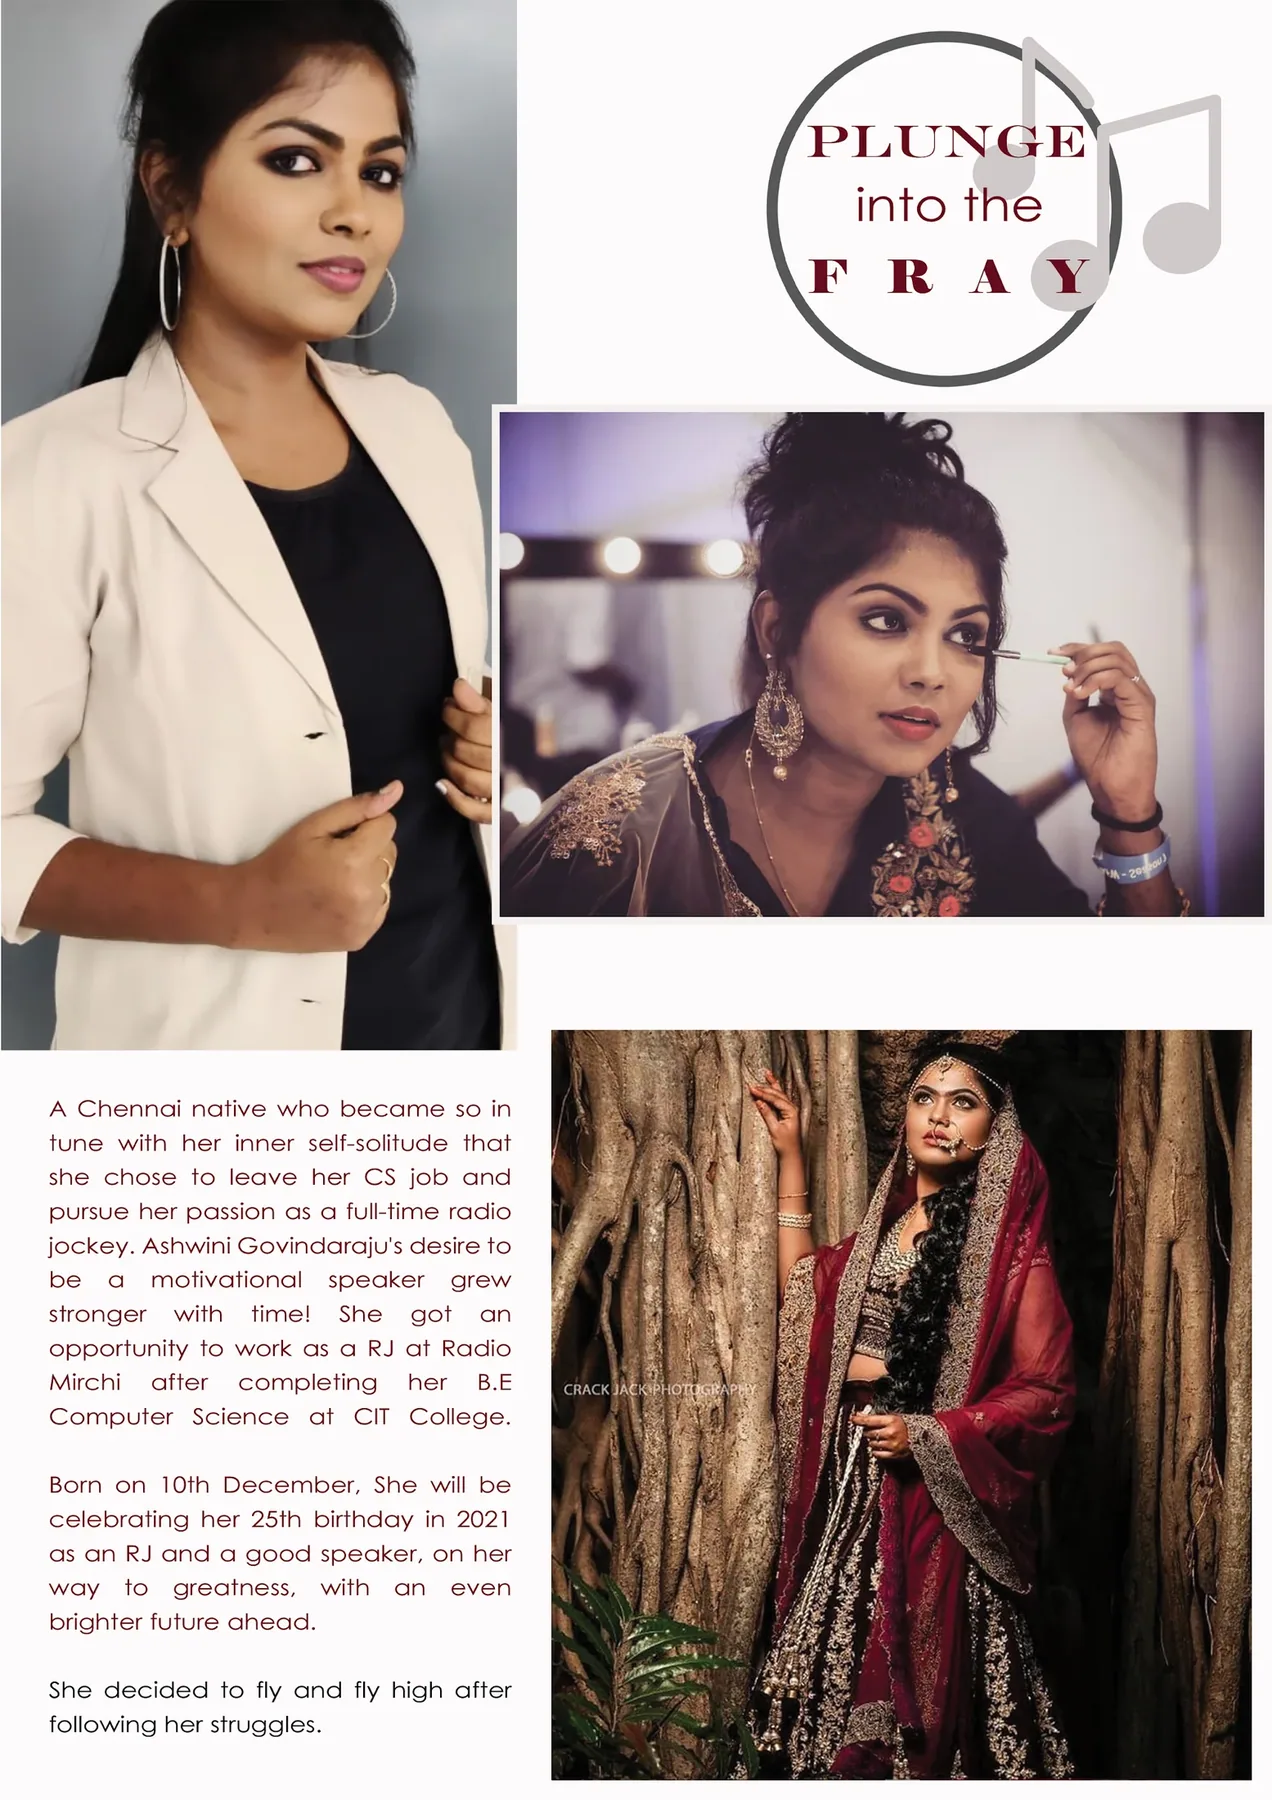 PLUNGE
into the
FRAY
CRACK JACK PHOTOGRAPHY
A Chennai native who became so in
tune with her inner self-solitude that
she chose to leave her CS job and
pursue her passion as a full-time radio
jockey. Ashwini Govindaraju's desire to
be a motivational speaker grew
stronger with time! She got an
opportunity to work as a RJ at Radio
Mirchi after completing her B.E
Computer Science at CIT College.
Born on 10th December, She will be
celebrating her 25th birthday in 2021
as an RJ and a good speaker, on her
way to greatness, with an even
brighter future ahead.
She decided to fly and fly high after
following her struggles.